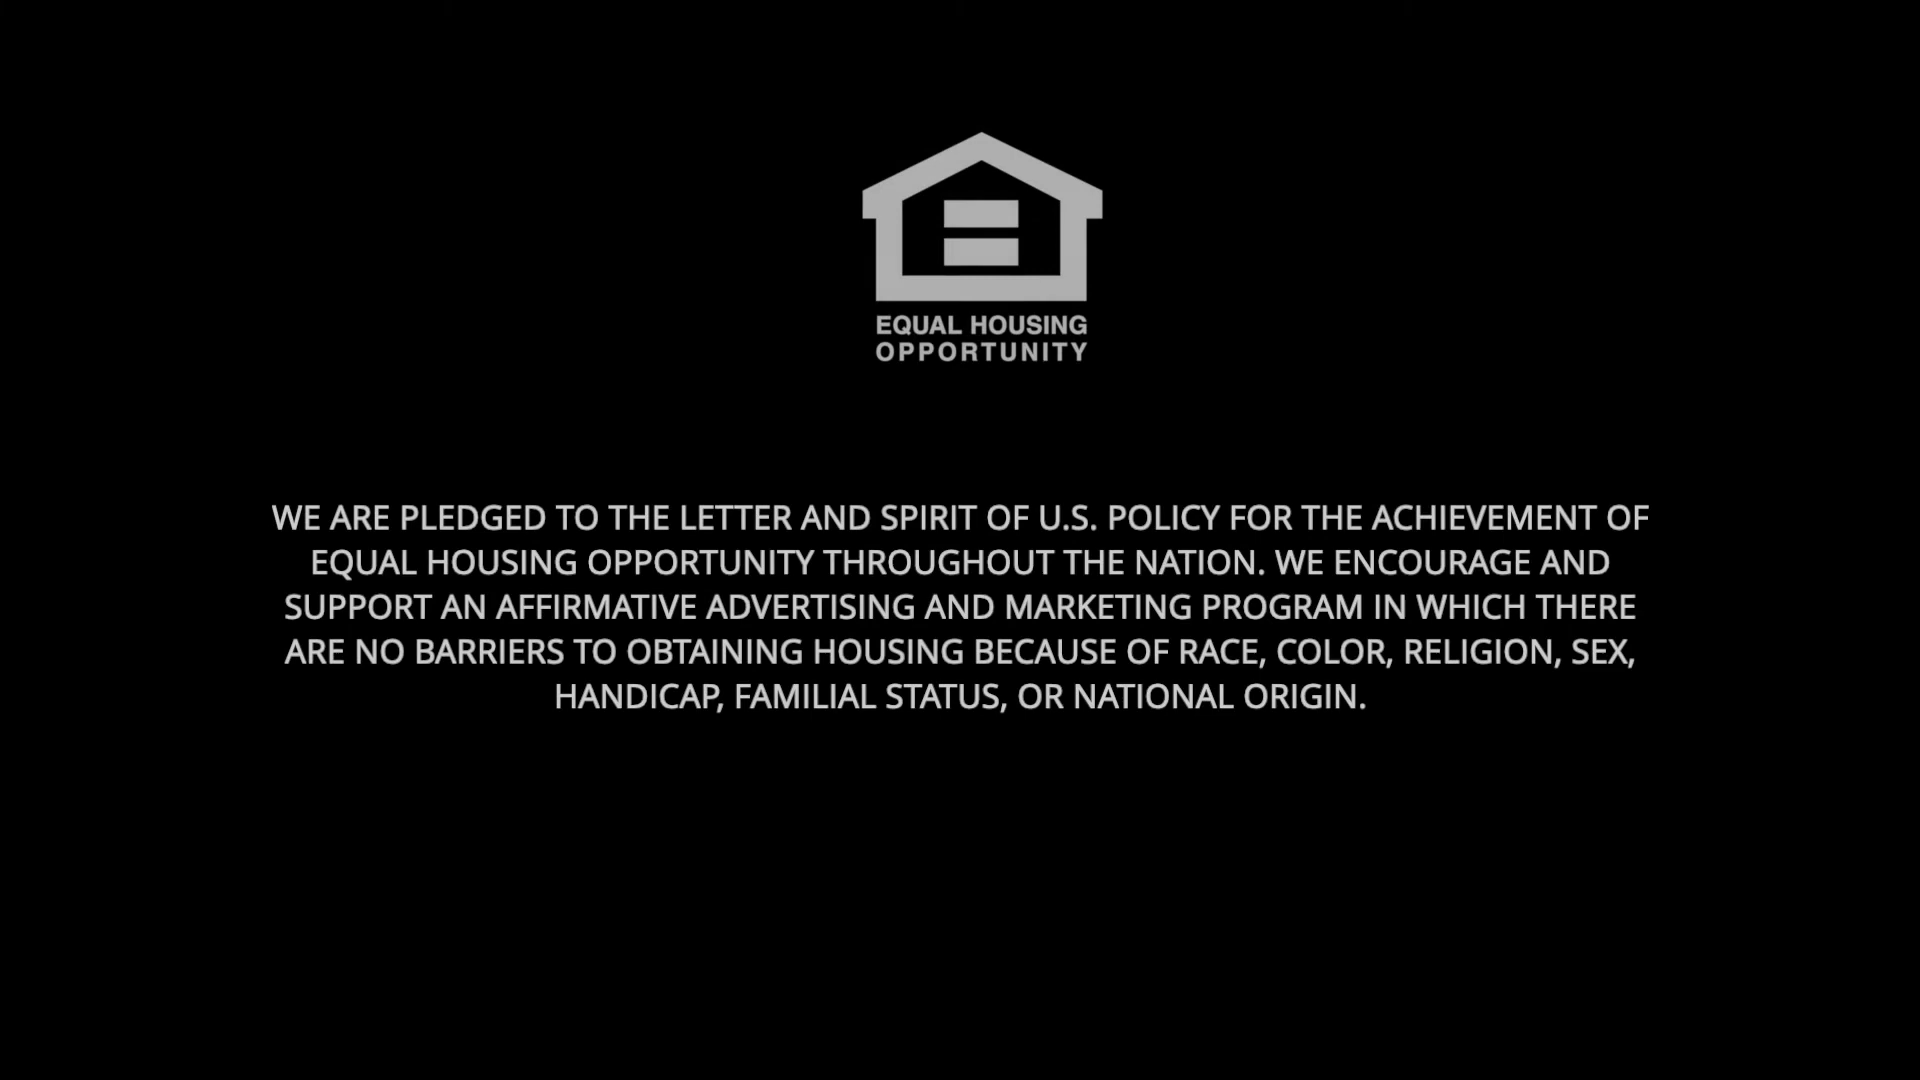 EQUAL HOUSING
OPPORTUNITY
WE ARE PLEDGED TO THE LETTER AND SPIRIT OF U.S. POLICY FOR THE ACHIEVEMENT OF
EQUAL HOUSING OPPORTUNITY THROUGHOUT THE NATION. WE ENCOURAGE AND
SUPPORT AN AFFIRMATIVE ADVERTISING AND MARKETING PROGRAM IN WHICH THERE
ARE NO BARRIERS TO OBTAINING HOUSING BECAUSE OF RACE, COLOR, RELIGION, SEX,
HANDICAP, FAMILIAL STATUS, OR NATIONAL ORIGIN.